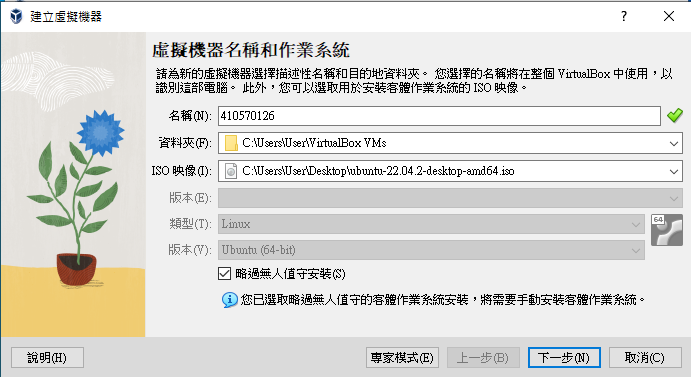 建立虛擬機器
虛擬機器名稱和作業系統
請為新的虛擬機器選擇描述性名稱和目的地資料夾。 您選擇的名稱將在整個 VirtualBox 中使用，以
識別這部電腦。 此外，您可以選取用於安裝客體作業系統的 ISO 映像。
名稱(N): 410570126
資料夾(F): C:\Users\User\VirtualBox VMs
ISO 映像(I): C:\Users\User\Desktop\ubuntu-22.04.2-desktop-amd64.iso
版本(E):
類型(T): Linux
64
版本(V): Ubuntu (64-bit)
略過無人值守安裝(S)
您已選取略過無人值守的客體作業系統安裝，將需要手動安裝客體作業系統。
說明(H) 專家模式(E) 上一步(B) 下一步(N) 取消(C)